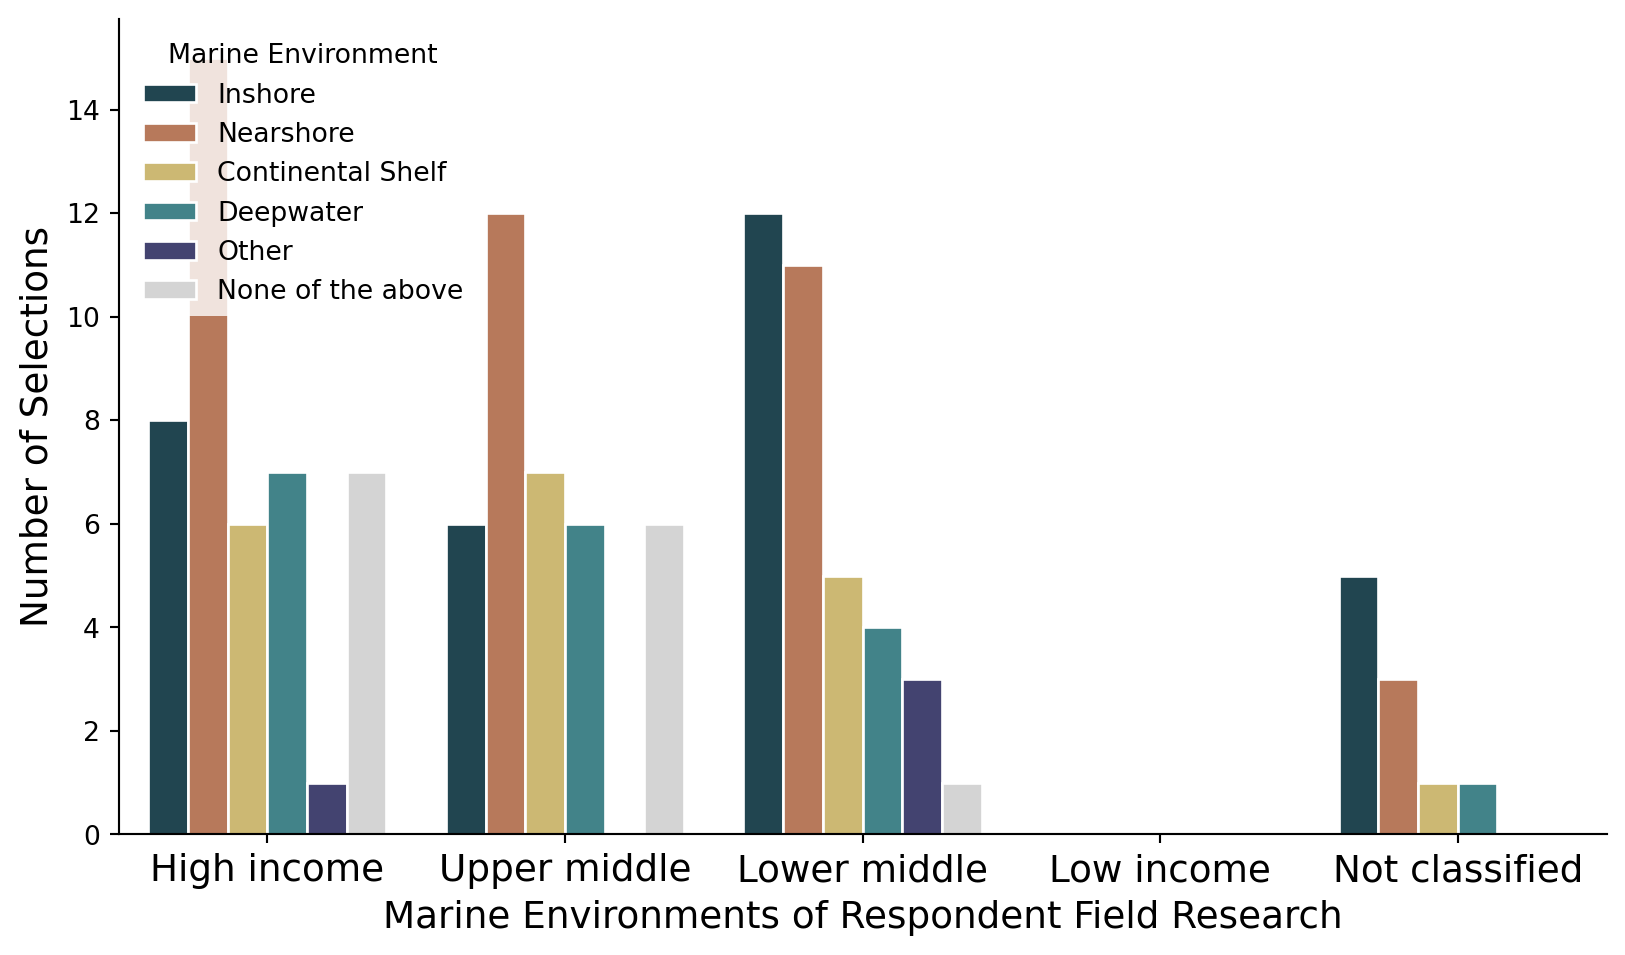 Marine Environment
Inshore
Nearshore
Continental Shelf
Deepwater
Other
None of the above
14
12
10
8
6
4
2
0
Number of Selections
High income
Upper middle
Lower middle
Low income
Not classified
Marine Environments of Respondent Field Research